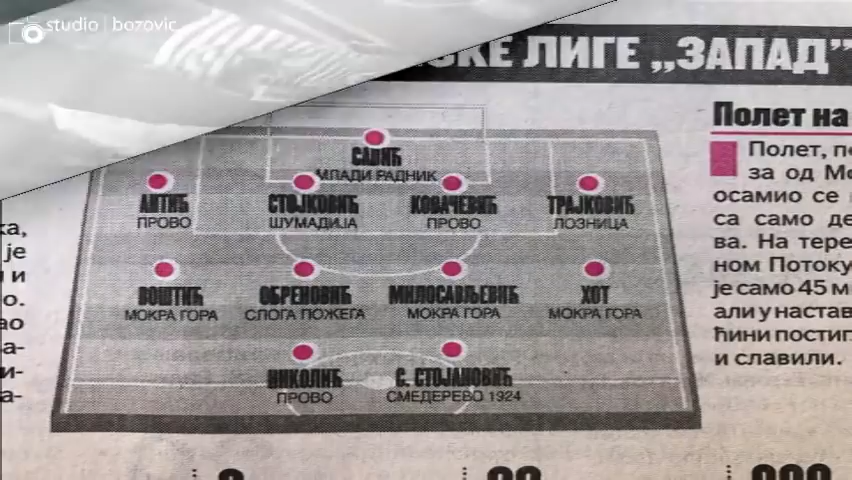 studio | bozovic
СКЕ ЛИГЕ „ЗАПАД”
САВИЋ
МЛАДИ РАДНИК
АНТИЋ
ПРОВО
СТОЈКОВИЋ
ШУМАДИЈА
КОВАЧЕВИЋ
ПРОВО
ТРАЈКОВИЋ
ЛОЗНИЦА
ВОШТИЋ
МОКРА ГОРА
ОБРЕНОВИЋ
СЛОГА ПОЖЕГА
МИЛОСАВЉЕВИЋ
МОКРА ГОРА
ХОТ
МОКРА ГОРА
НИКОЛИЋ
ПРОВО
С. СТОЈАНОВИЋ
СМЕДЕРЕВО 1924
Полет на
Полет, п
за од Мо
осамио се
са само де
ва. На тере
ном Потоку
је само 45 м
али у настав
ћини постиг
и славили.
ка,
је
и и
о.
ао
а-
и-
а-